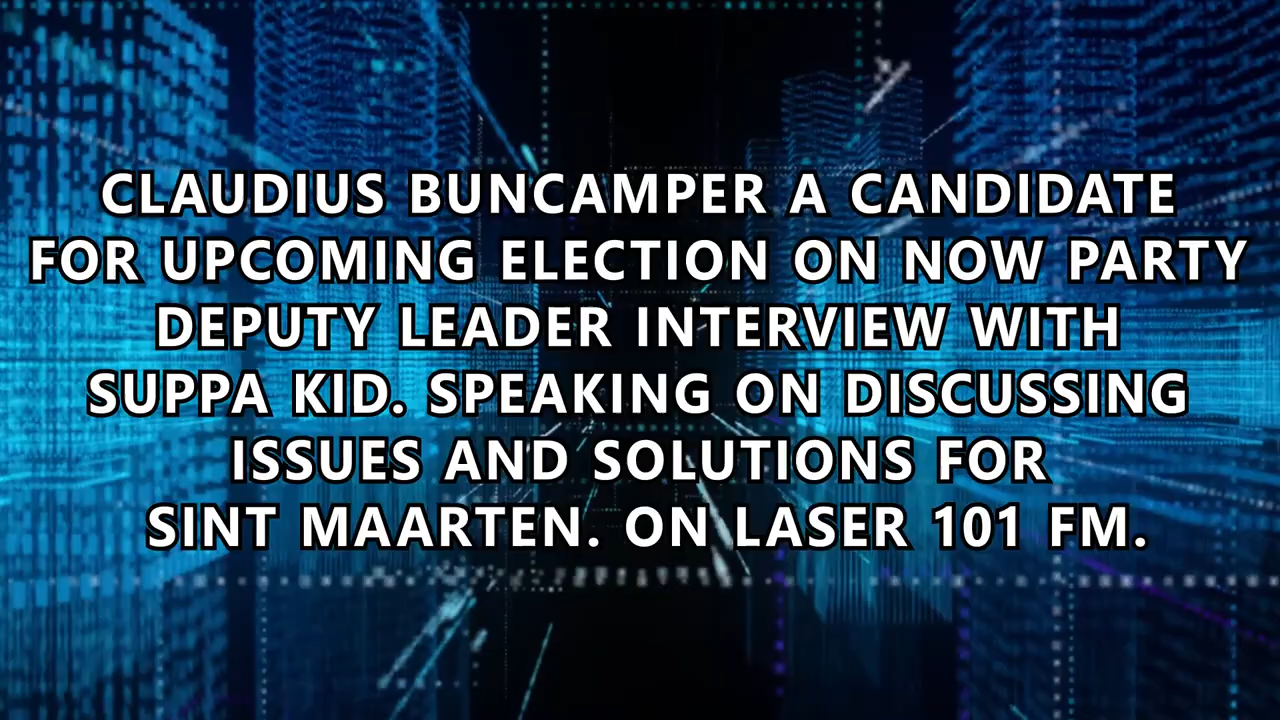 CLAUDIUS BUNCAMPER A CANDIDATE
FOR UPCOMING ELECTION ON NOW PARTY
DEPUTY LEADER INTERVIEW WITH
SUPPA KID. SPEAKING ON DISCUSSING
ISSUES AND SOLUTIONS FOR
SINT MAARTEN. ON LASER 101 FM.